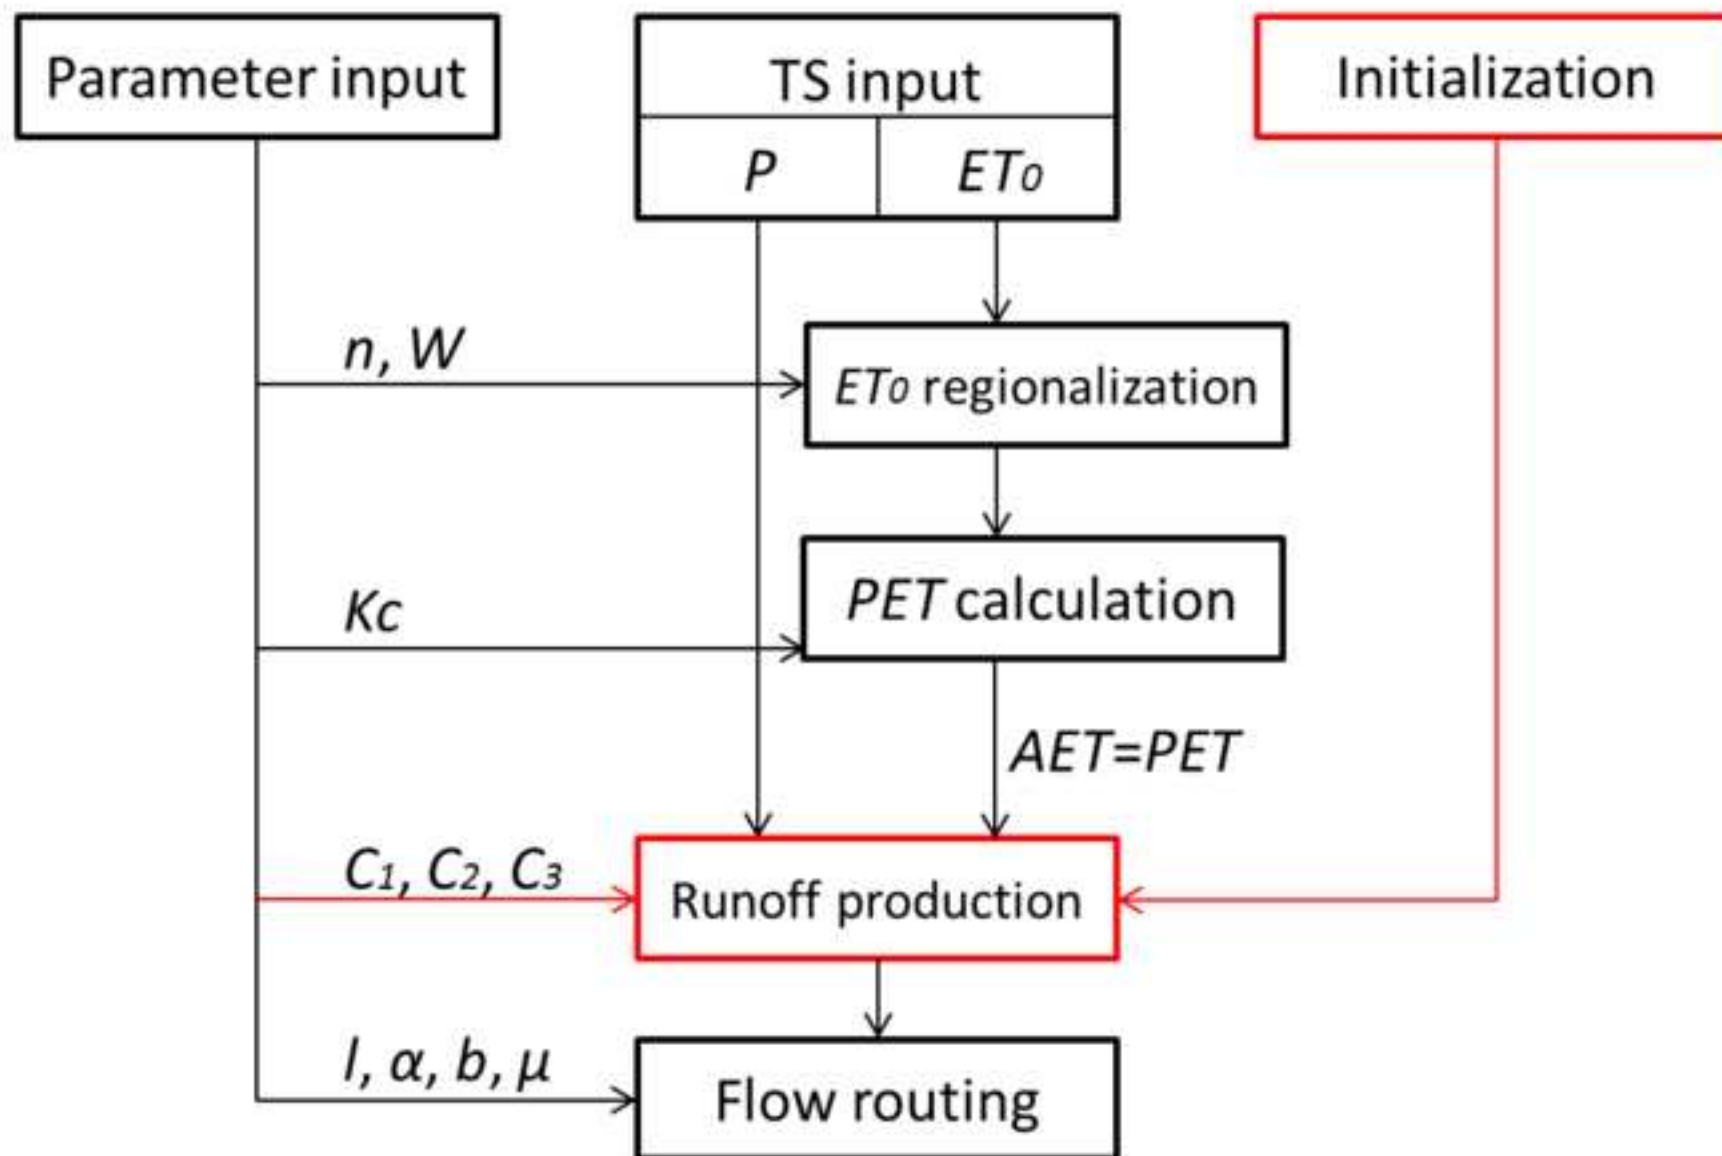 Parameter input
TS input
Initialization
P
ET0
n, W
ET0 regionalization
Kc
PET calculation
AET=PET
C1, C2, C3
Runoff production
l, α, b, μ
Flow routing